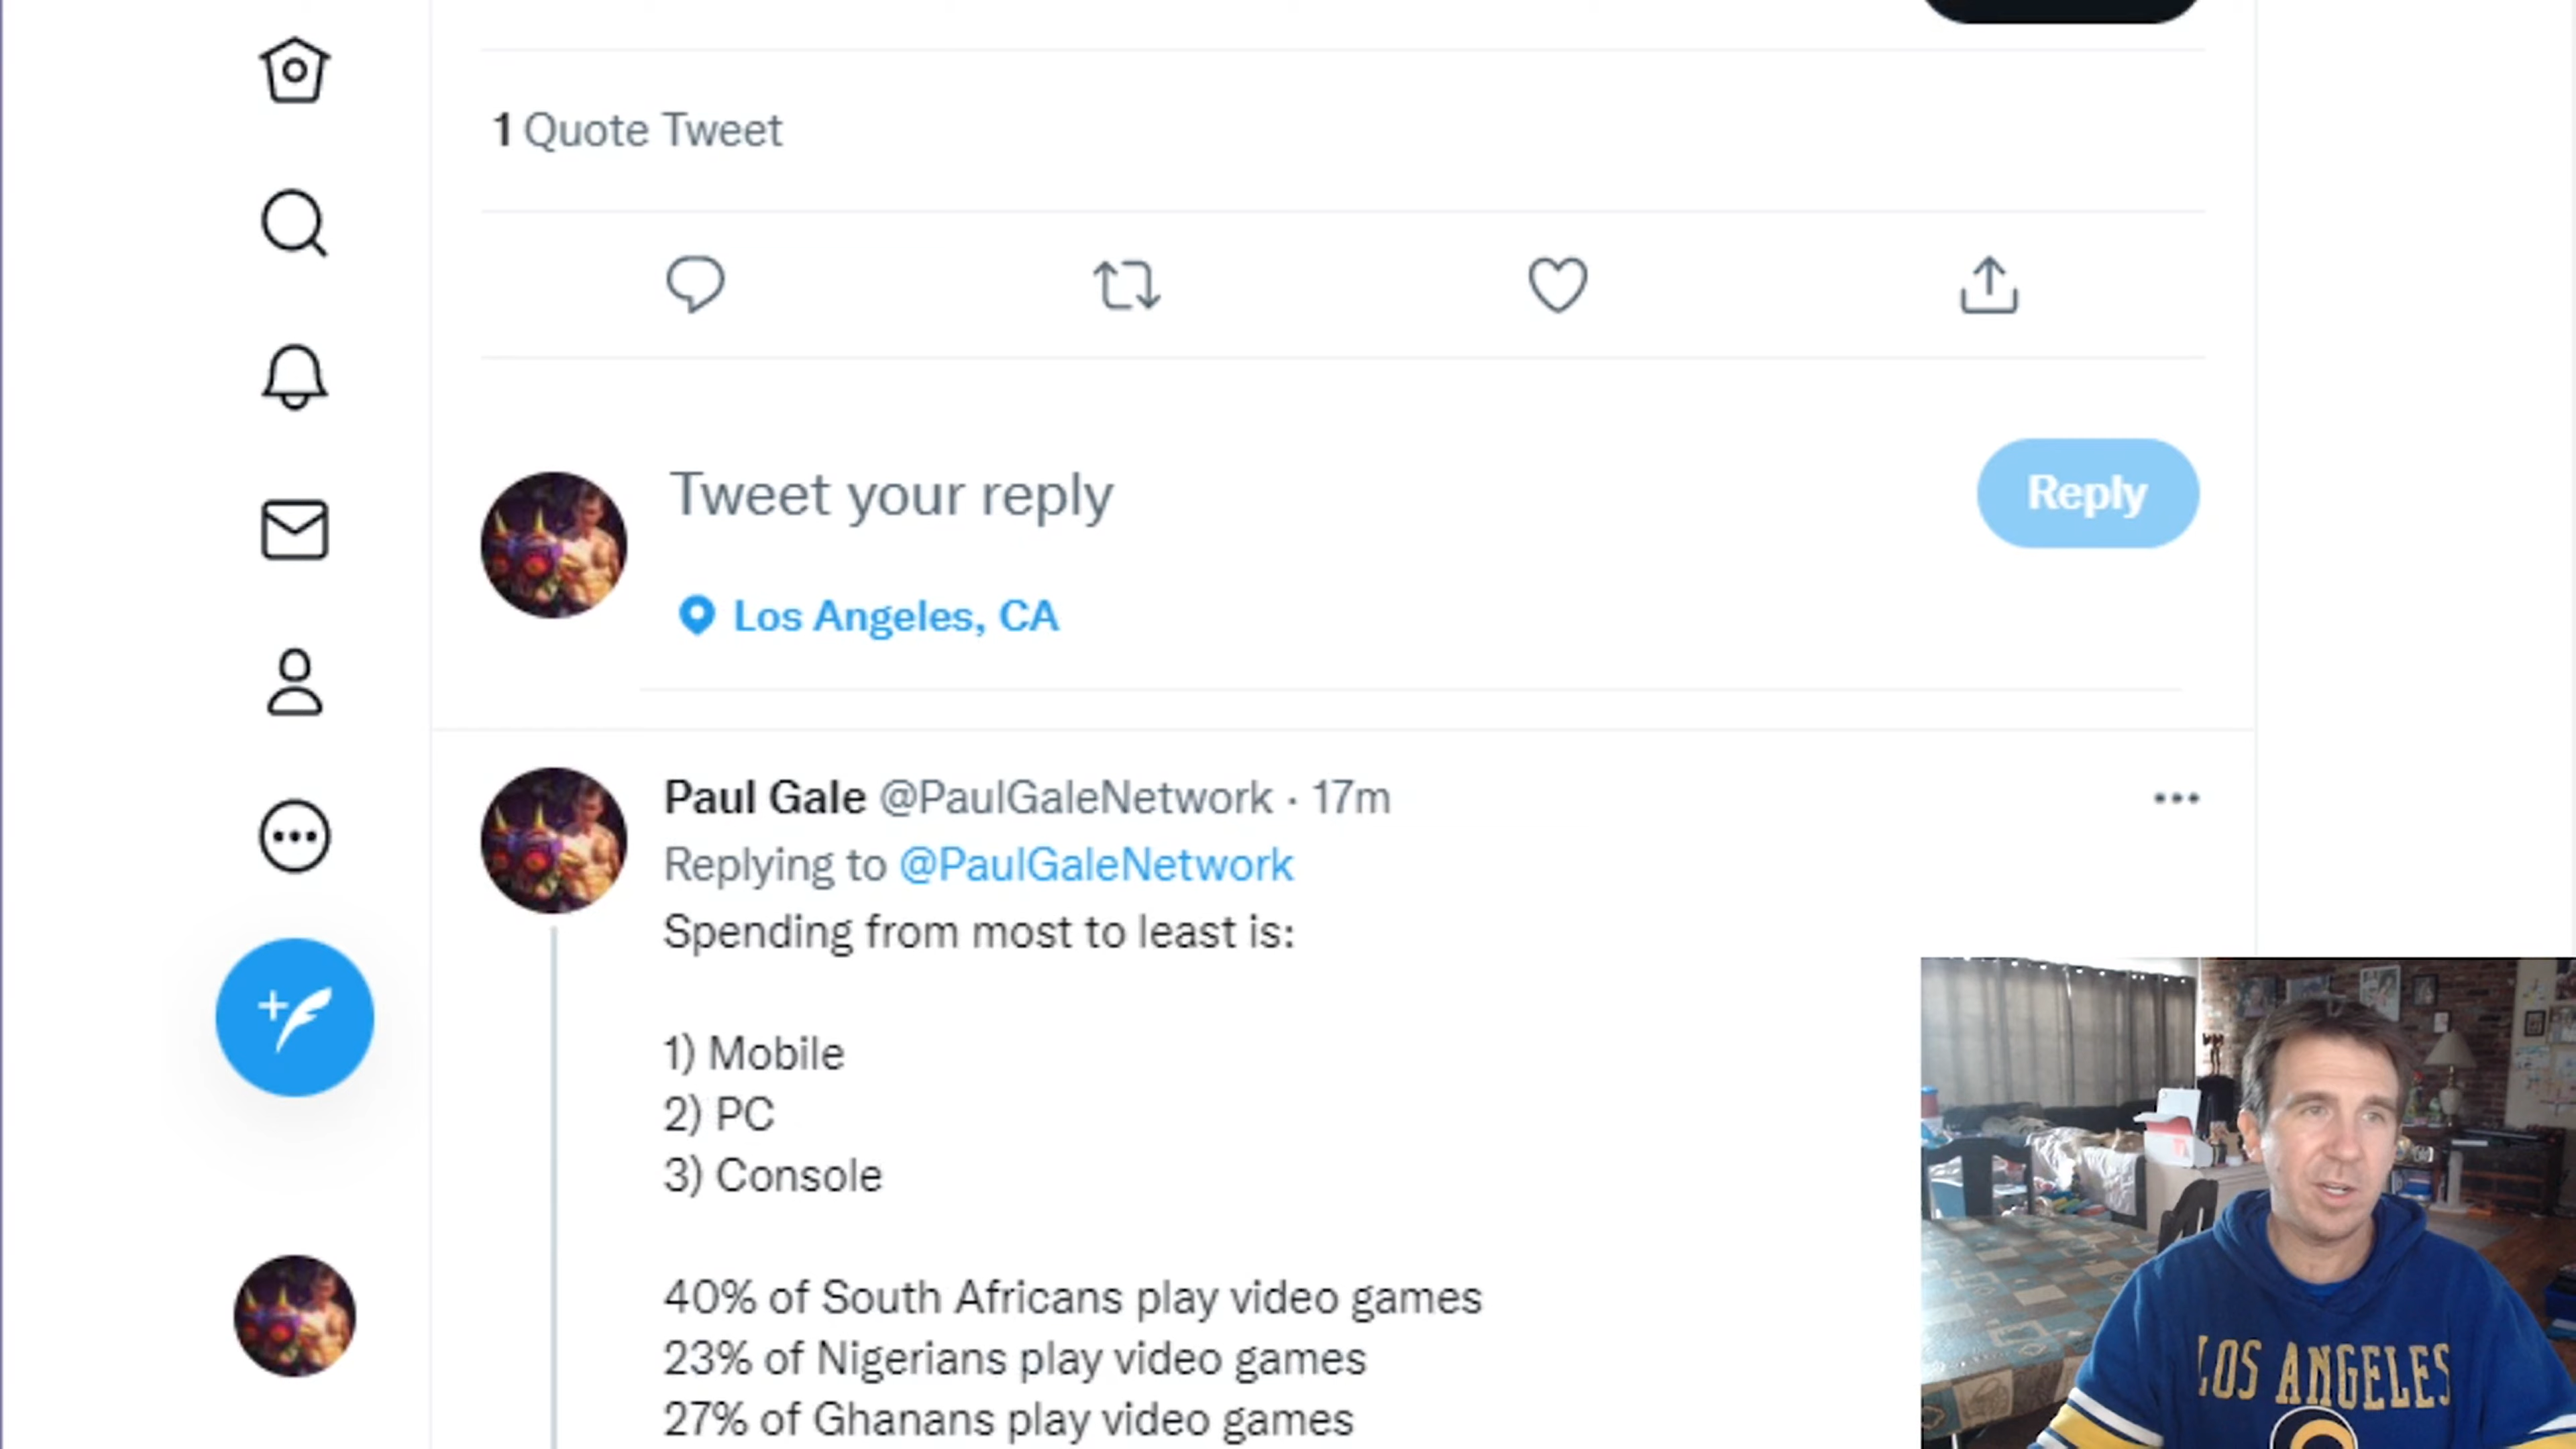 1 Quote Tweet
Tweet your reply
Reply
Los Angeles, CA
Paul Gale @PaulGaleNetwork · 17m
Replying to @PaulGaleNetwork
Spending from most to least is:
1) Mobile
2) PC
3) Console
40% of South Africans play video games
23% of Nigerians play video games
27% of Ghanans play video games
LOS ANGELES